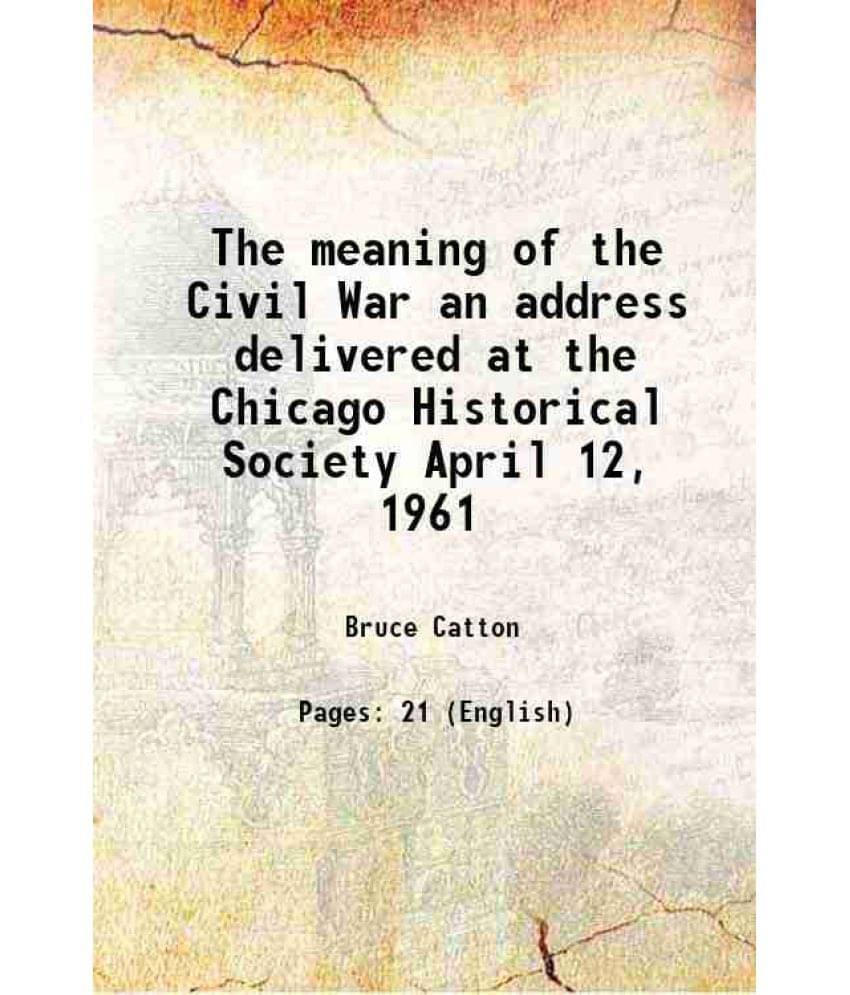 The meaning of the
Civil War an address
delivered at the
Chicago Historical
Society April 12,
1961
Bruce Catton
Pages: 21 (English)